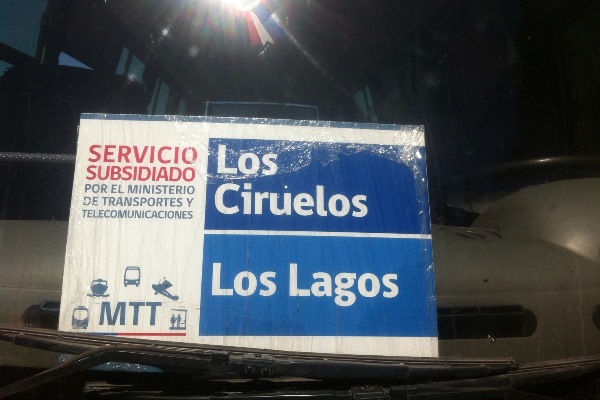 SERVICIO
SUBSIDIADO
POR EL MINISTERIO
DE TRANSPORTES Y
TELECOMUNICACIONES
MTT
Los
Ciruelos
Los Lagos